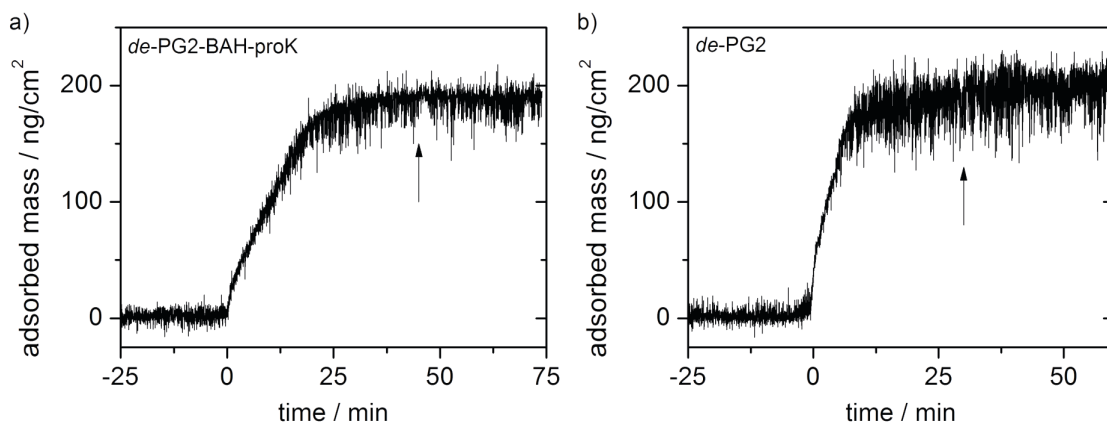 a)
de-PG2-BAH-proK
adsorbed mass / ng/cm²
200
100
0
-25
0
25
50
75
time / min
b)
de-PG2
adsorbed mass / ng/cm²
200
100
0
-25
0
25
50
time / min